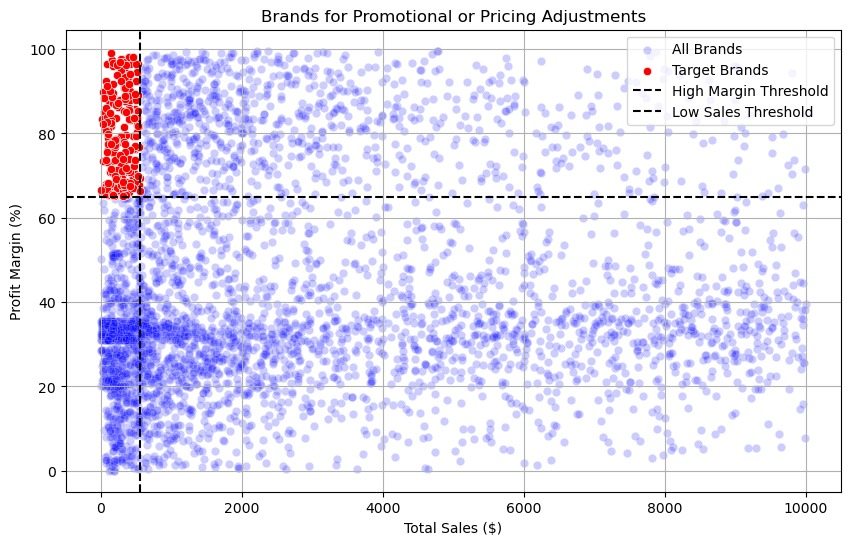 Brands for Promotional or Pricing Adjustments
All Brands
Target Brands
High Margin Threshold
Low Sales Threshold
Profit Margin (%)
100
80
60
40
20
0
0 2000 4000 6000 8000 10000
Total Sales ($)